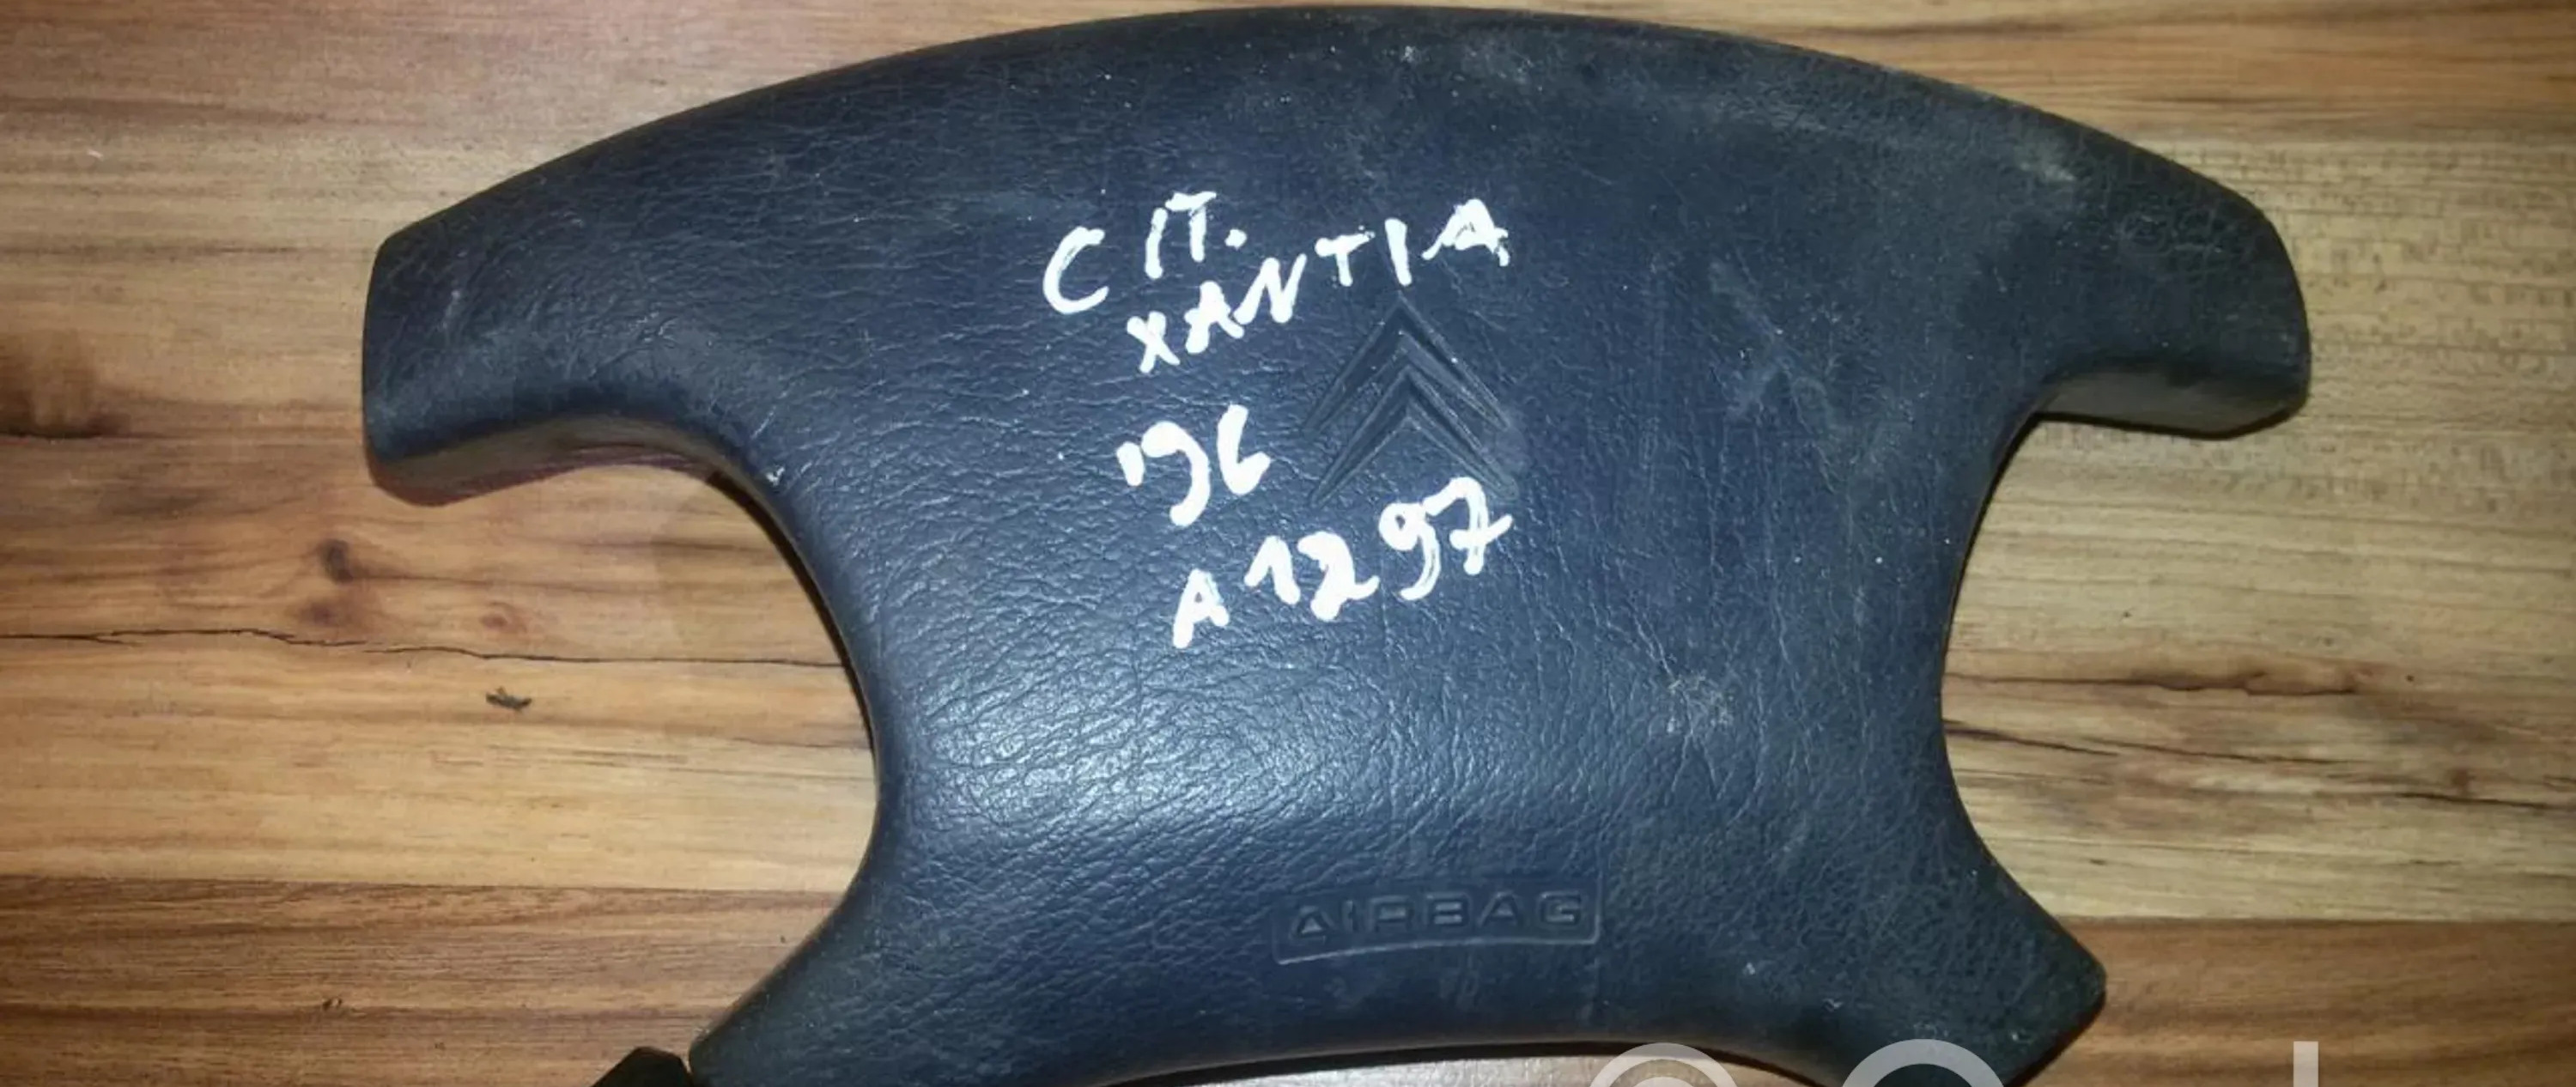 CIT.
XANTIA
'96
A1297
AIRBAG